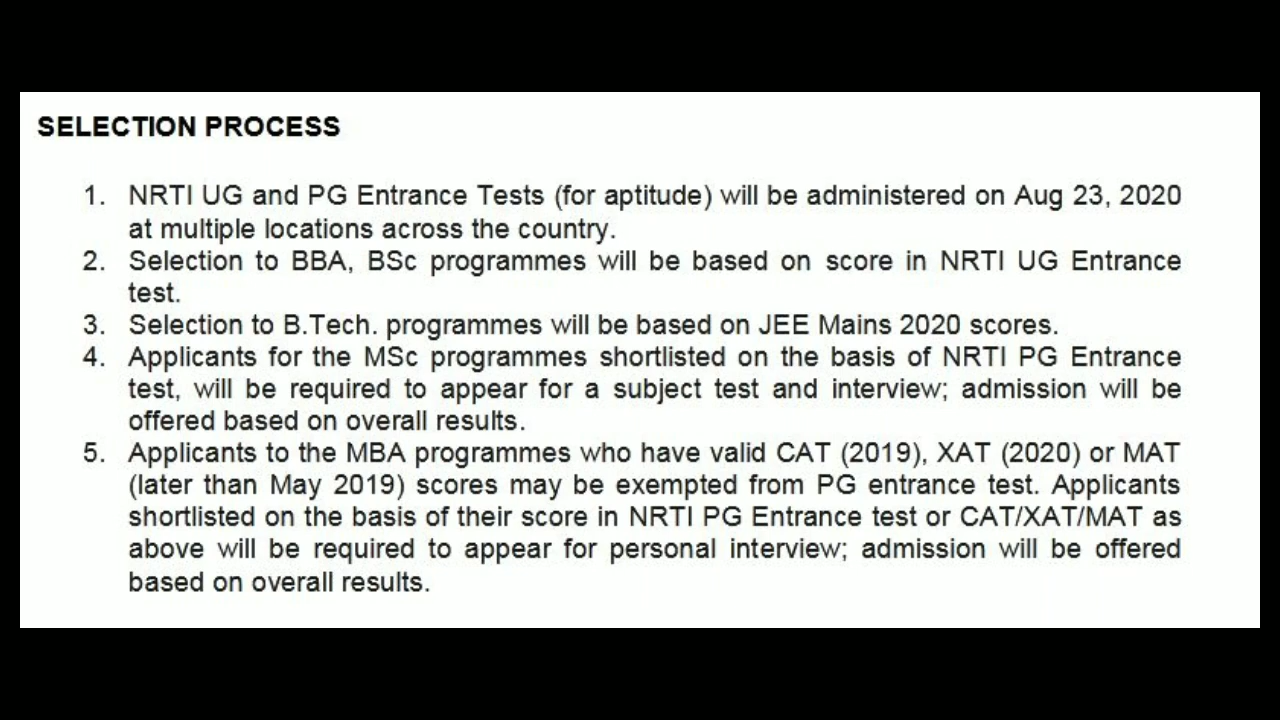 SELECTION PROCESS
1. NRTI UG and PG Entrance Tests (for aptitude) will be administered on Aug 23, 2020
at multiple locations across the country.
2. Selection to BBA, BSc programmes will be based on score in NRTI UG Entrance
test.
3. Selection to B.Tech. programmes will be based on JEE Mains 2020 scores.
4. Applicants for the MSc programmes shortlisted on the basis of NRTI PG Entrance
test, will be required to appear for a subject test and interview; admission will be
offered based on overall results.
5. Applicants to the MBA programmes who have valid CAT (2019), XAT (2020) or MAT
(later than May 2019) scores may be exempted from PG entrance test. Applicants
shortlisted on the basis of their score in NRTI PG Entrance test or CAT/XAT/MAT as
above will be required to appear for personal interview; admission will be offered
based on overall results.